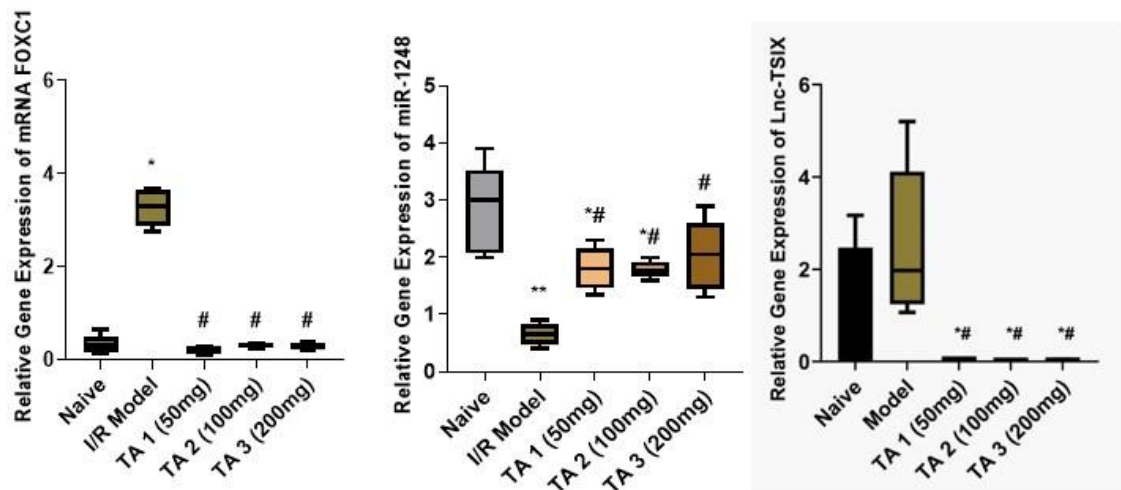 Relative Gene Expression of mRNA FOXC1
6
4
2
0
*
#
#
#
Naive
I/R Model
TA 1 (50mg)
TA 2 (100mg)
TA 3 (200mg)
Relative Gene Expression of miR-1248
5
4
3
2
1
0
**
*#
*#
#
Naive
I/R Model
TA 1 (50mg)
TA 2 (100mg)
TA 3 (200mg)
Relative Gene Expression of Lnc-TSIX
6
4
2
0
*#
*#
*#
Naive
Model
TA 1 (50mg)
TA 2 (100mg)
TA 3 (200mg)